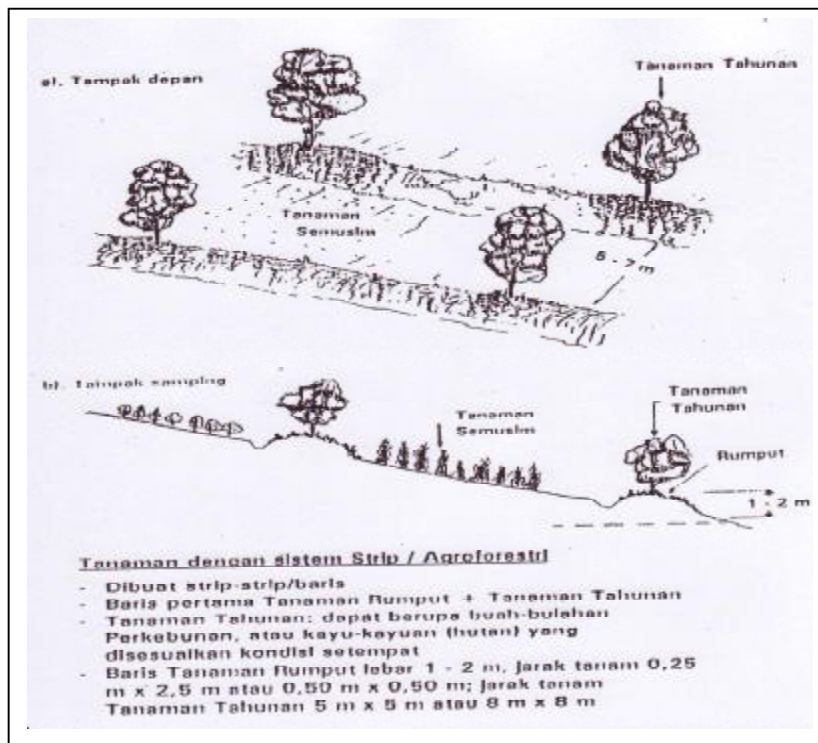 a). Tampak depan
Tanaman Tahunan
Tanaman
Semusim
6 - 7 m
b). Tampak samping
Tanaman
Semusim
Tanaman
Tahunan
Rumput
1 - 2 m
Tanaman dengan sistem Strip / Agroforestri
- Dibuat strip-strip/baris
- Baris pertama Tanaman Rumput + Tanaman Tahunan
- Tanaman Tahunan: dapat berupa buah-buahan
Perkebunan, atau kayu-kayuan (hutan) yang
disesuaikan kondisi setempat
- Baris Tanaman Rumput lebar 1 - 2 m, Jarak tanam 0,25
m x 2,5 m atau 0,50 m x 0,50 m; Jarak tanam
Tanaman Tahunan 5 m x 5 m atau 8 m x 8 m